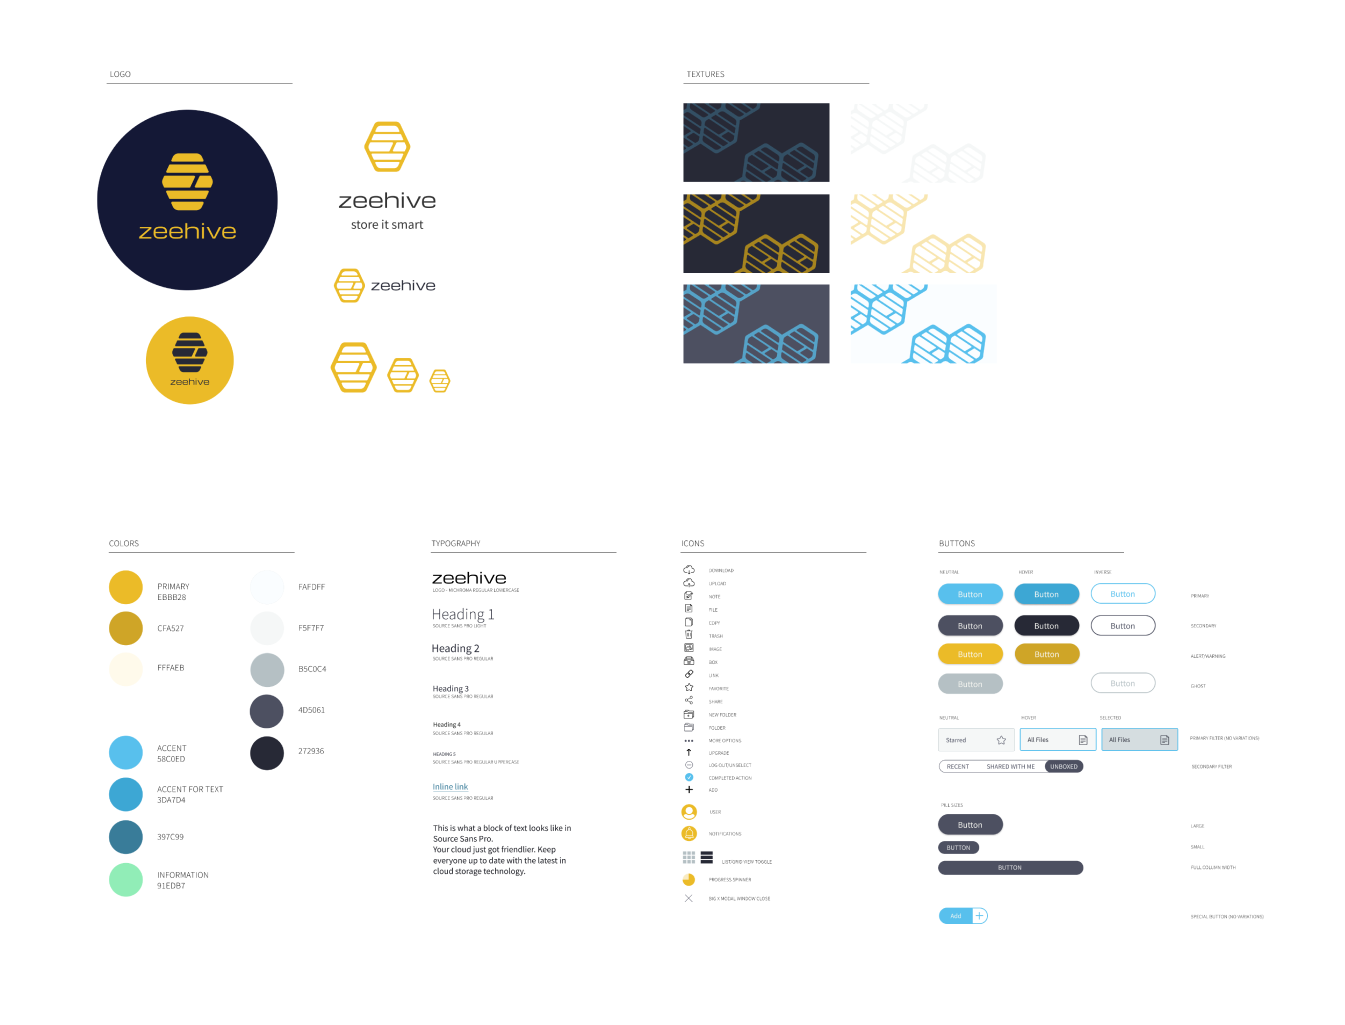 LOGO
zeehive
zeehive
store it smart
zeehive
zeehive
TEXTURES
COLORS
PRIMARY
EBBB28
CFA527
FFFAEB
ACCENT
58C0ED
ACCENT FOR TEXT
3DA7D4
397C99
INFORMATION
91EDB7
FAFDFF
F5F7F7
B5C0C4
4D5061
272936
TYPOGRAPHY
zeehive
LOGO - MICHROMA REGULAR LOWERCASE
Heading 1
SOURCE SANS PRO LIGHT
Heading 2
SOURCE SANS PRO REGULAR
Heading 3
SOURCE SANS PRO REGULAR
Heading 4
SOURCE SANS PRO REGULAR
HEADING 5
SOURCE SANS PRO REGULAR UPPERCASE
Inline link
SOURCE SANS PRO REGULAR
This is what a block of text looks like in
Source Sans Pro.
Your cloud just got friendlier. Keep
everyone up to date with the latest in
cloud storage technology.
ICONS
DOWNLOAD
UPLOAD
NOTE
FILE
COPY
TRASH
IMAGE
BOX
LINK
FAVORITE
SHARE
NEW FOLDER
FOLDER
MORE OPTIONS
UPGRADE
LOG-OUT/UNSELECT
COMPLETED ACTION
ADD
USER
NOTIFICATIONS
LIST/GRID VIEW TOGGLE
PROGRESS SPINNER
BIG X MODAL WINDOW CLOSE
BUTTONS
NEUTRAL
HOVER
INVERSE
Button
Button
Button
PRIMARY
Button
Button
Button
SECONDARY
Button
Button
ALERT/WARNING
Button
Button
GHOST
NEUTRAL
HOVER
SELECTED
Starred
All Files
All Files
PRIMARY FILTER (NO VARIATIONS)
RECENT
SHARED WITH ME
UNBOXED
SECONDARY FILTER
PILL SIZES
Button
LARGE
BUTTON
SMALL
BUTTON
FULL COLUMN WIDTH
Add
SPECIAL BUTTON (NO VARIATIONS)